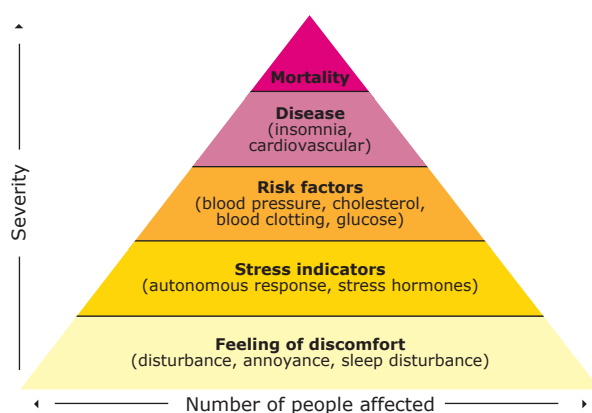 Mortality
Disease
(insomnia,
cardiovascular)
Risk factors
(blood pressure, cholesterol,
blood clotting, glucose)
Stress indicators
(autonomous response, stress hormones)
Feeling of discomfort
(disturbance, annoyance, sleep disturbance)
Severity
Number of people affected